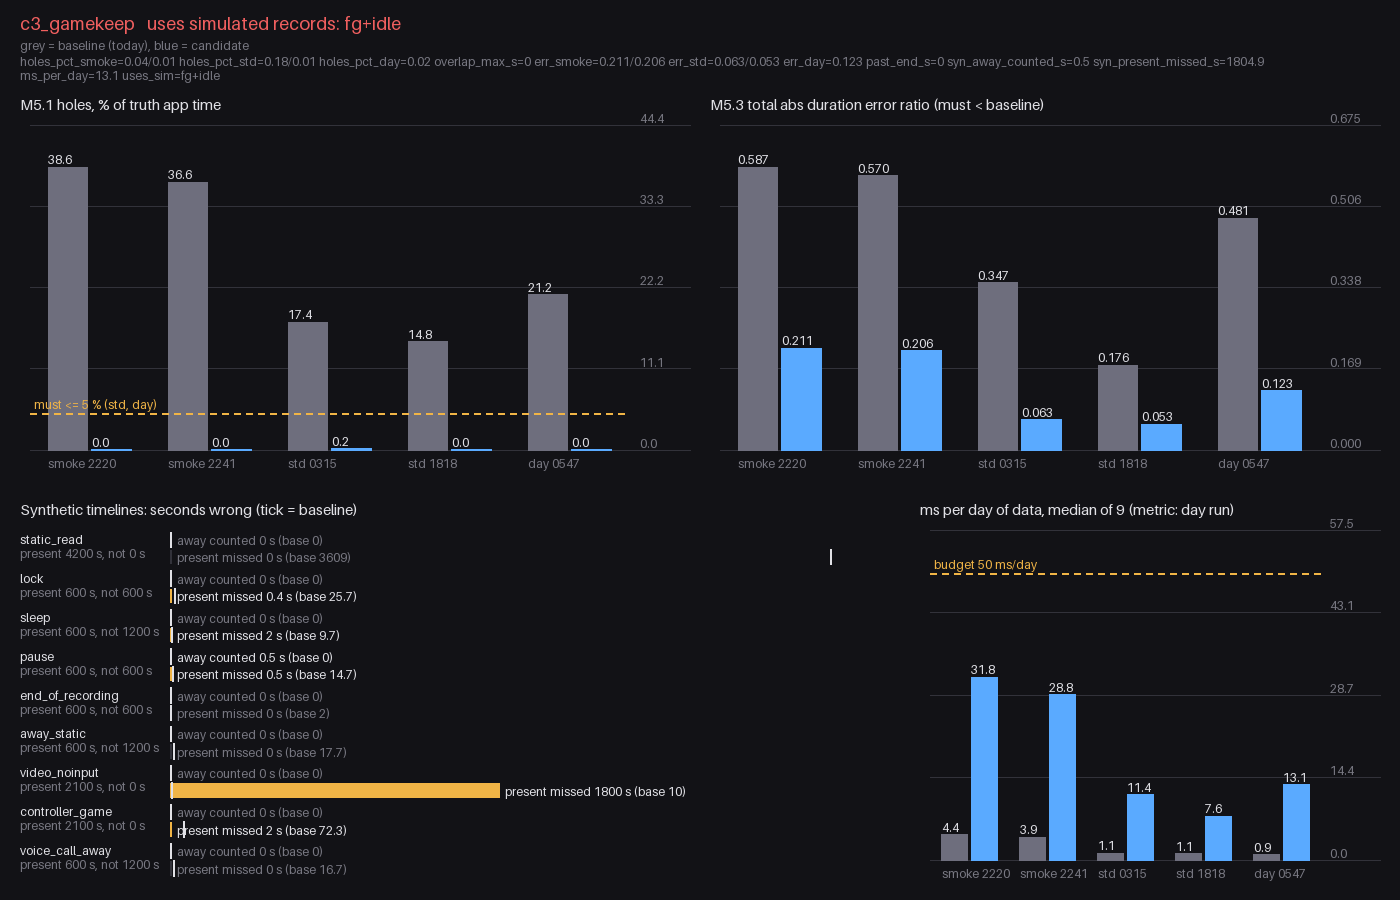 c3_gamekeep   uses simulated records: fg+idle
grey = baseline (today), blue = candidate
holes_pct_smoke=0.04/0.01 holes_pct_std=0.18/0.01 holes_pct_day=0.02 overlap_max_s=0 err_smoke=0.211/0.206 err_std=0.063/0.053 err_day=0.123 past_end_s=0 syn_away_counted_s=0.5 syn_present_missed_s=1804.9
ms_per_day=13.1 uses_sim=fg+idle
M5.1 holes, % of truth app time
44.4
38.6
36.6
33.3
22.2
21.2
17.4
14.8
11.1
must <= 5 % (std, day)
0.0
0.0
0.2
0.0
0.0
0.0
smoke 2220
smoke 2241
std 0315
std 1818
day 0547
M5.3 total abs duration error ratio (must < baseline)
0.675
0.587
0.570
0.506
0.481
0.347
0.338
0.211
0.206
0.176
0.169
0.123
0.063
0.053
0.000
smoke 2220
smoke 2241
std 0315
std 1818
day 0547
Synthetic timelines: seconds wrong (tick = baseline)
static_read
present 4200 s, not 0 s
away counted 0 s (base 0)
present missed 0 s (base 3609)
lock
present 600 s, not 600 s
away counted 0 s (base 0)
present missed 0.4 s (base 25.7)
sleep
present 600 s, not 1200 s
away counted 0 s (base 0)
present missed 2 s (base 9.7)
pause
present 600 s, not 600 s
away counted 0.5 s (base 0)
present missed 0.5 s (base 14.7)
end_of_recording
present 600 s, not 600 s
away counted 0 s (base 0)
present missed 0 s (base 2)
away_static
present 600 s, not 1200 s
away counted 0 s (base 0)
present missed 0 s (base 17.7)
video_noinput
present 2100 s, not 0 s
away counted 0 s (base 0)
present missed 1800 s (base 10)
controller_game
present 2100 s, not 0 s
away counted 0 s (base 0)
present missed 2 s (base 72.3)
voice_call_away
present 600 s, not 1200 s
away counted 0 s (base 0)
present missed 0 s (base 16.7)
ms per day of data, median of 9 (metric: day run)
57.5
budget 50 ms/day
43.1
31.8
28.8
28.7
14.4
13.1
11.4
7.6
4.4
3.9
1.1
1.1
0.9
0.0
smoke 2220
smoke 2241
std 0315
std 1818
day 0547